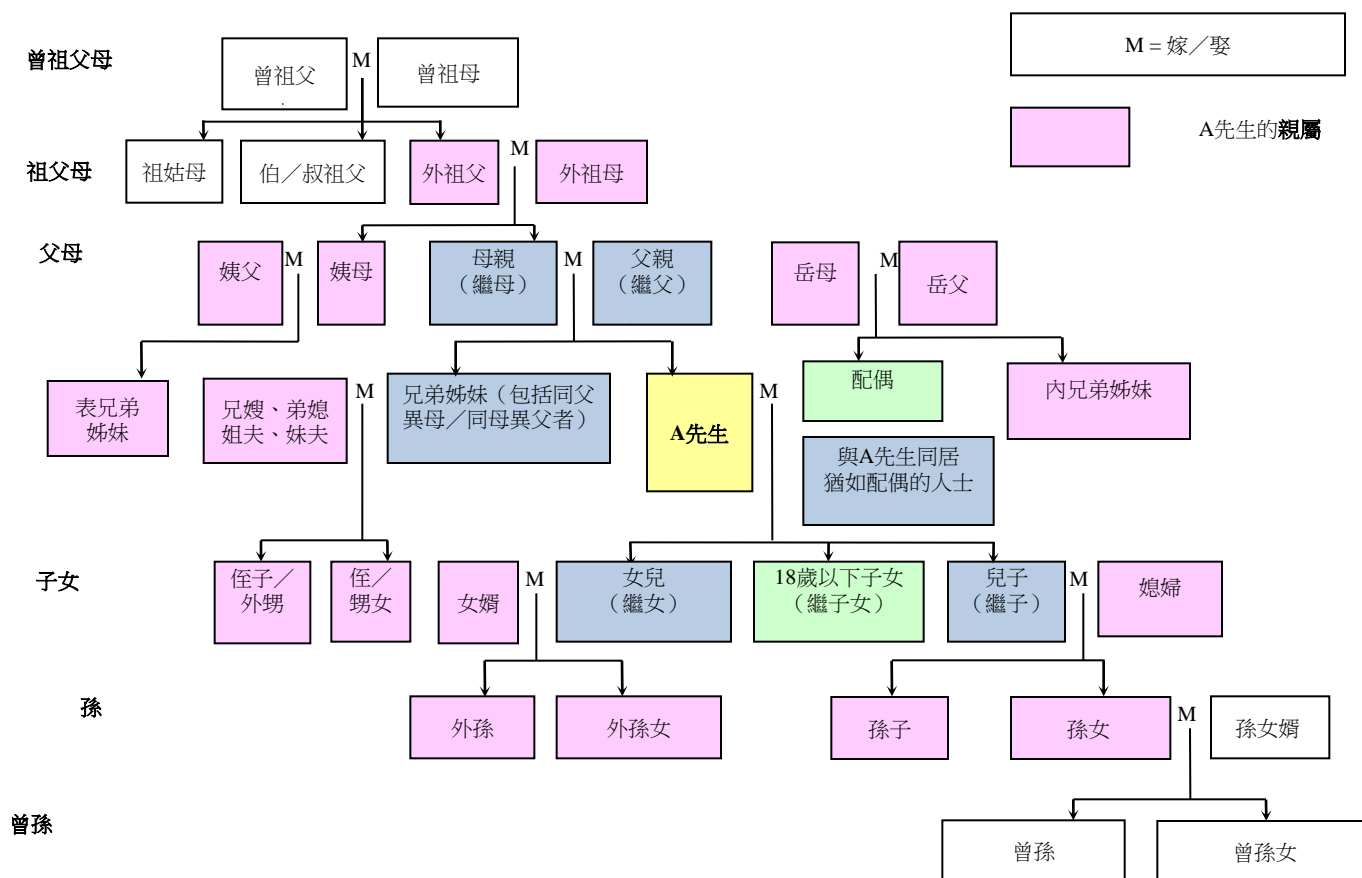 M = 嫁／娶
A先生的親屬
曾祖父母
曾祖父
.
M
曾祖母
祖父母
祖姑母
伯／叔祖父
外祖父
M
外祖母
父母
姨父
M
姨母
母親
（繼母）
M
父親
（繼父）
岳母
M
岳父
表兄弟
姊妹
兄嫂、弟媳
姐夫、妹夫
M
兄弟姊妹（包括同父
異母／同母異父者）
A先生
M
配偶
內兄弟姊妹
與A先生同居
猶如配偶的人士
子女
侄子／
外甥
侄／
甥女
女婿
M
女兒
（繼女）
18歲以下子女
（繼子女）
兒子
（繼子）
M
媳婦
孫
外孫
外孫女
孫子
孫女
M
孫女婿
曾孫
曾孫
曾孫女